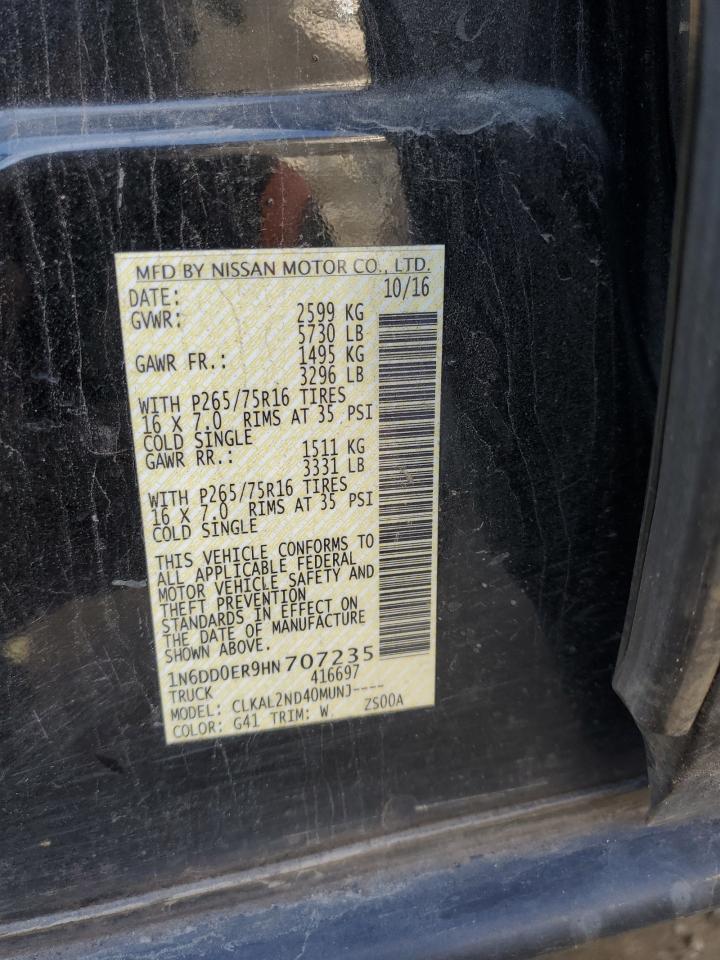 MFD BY NISSAN MOTOR CO., LTD.
DATE: 10/16
GVWR: 2599 KG
5730 LB
GAWR FR.: 1495 KG
3296 LB
WITH P265/75R16 TIRES
16 X 7.0 RIMS AT 35 PSI
COLD SINGLE
GAWR RR.: 1511 KG
3331 LB
WITH P265/75R16 TIRES
16 X 7.0 RIMS AT 35 PSI
COLD SINGLE
THIS VEHICLE CONFORMS TO
ALL APPLICABLE FEDERAL
MOTOR VEHICLE SAFETY AND
THEFT PREVENTION
STANDARDS IN EFFECT ON
THE DATE OF MANUFACTURE
SHOWN ABOVE.
1N6DD0ER9HN707235
TRUCK 416697
MODEL: CLKAL2ND40MUNJ----
COLOR: G41 TRIM: W ZS00A